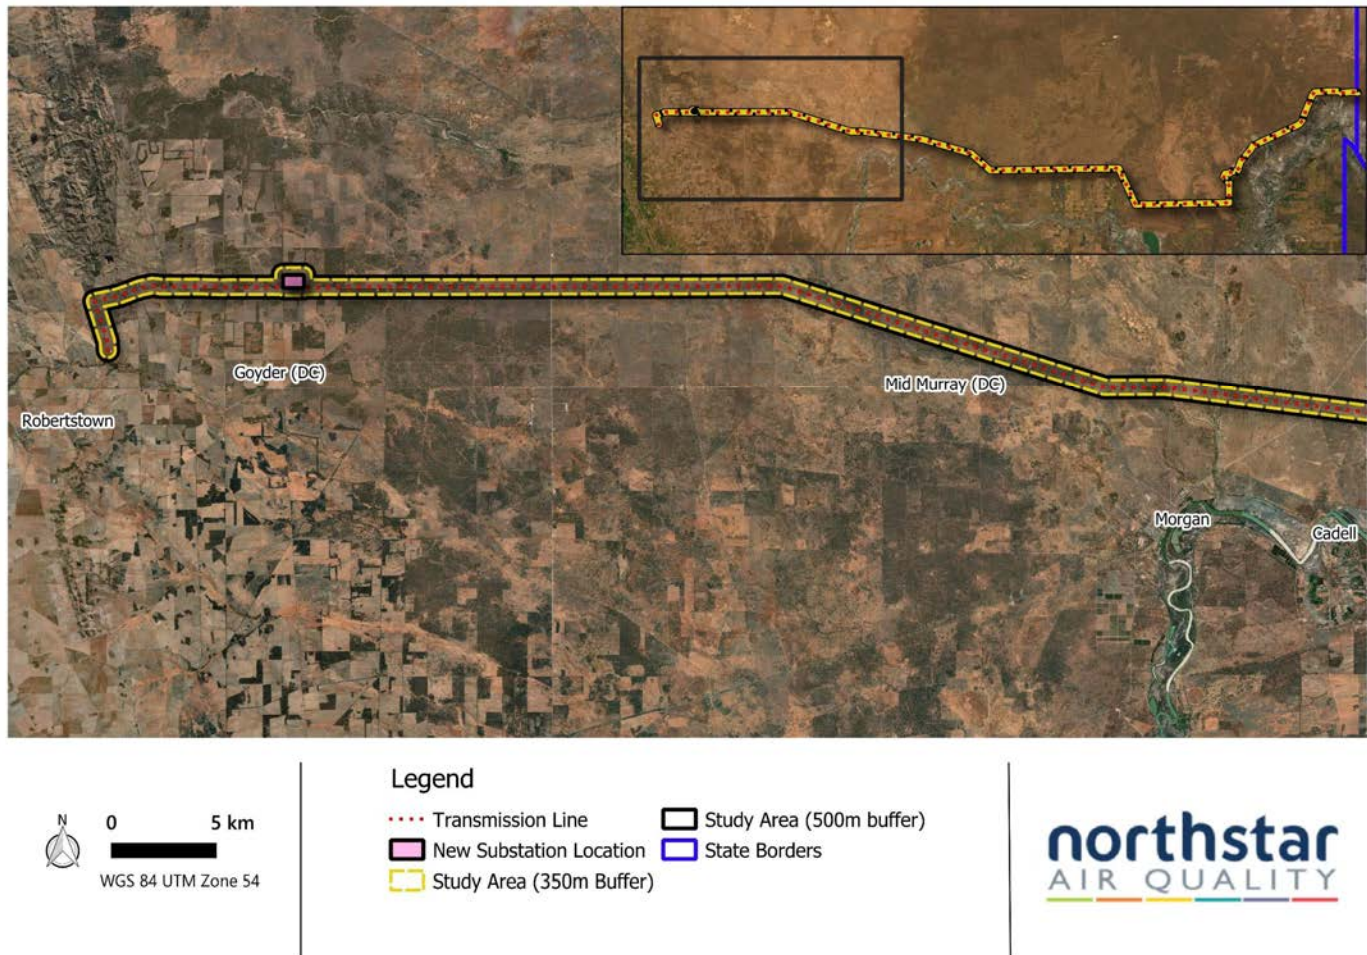 Goyder (DC)
Mid Murray (DC)
Robertstown
Morgan
Cadell
Legend
N
0 5 km
WGS 84 UTM Zone 54
Transmission Line
New Substation Location
Study Area (350m Buffer)
Study Area (500m buffer)
State Borders
northstar
AIR QUALITY